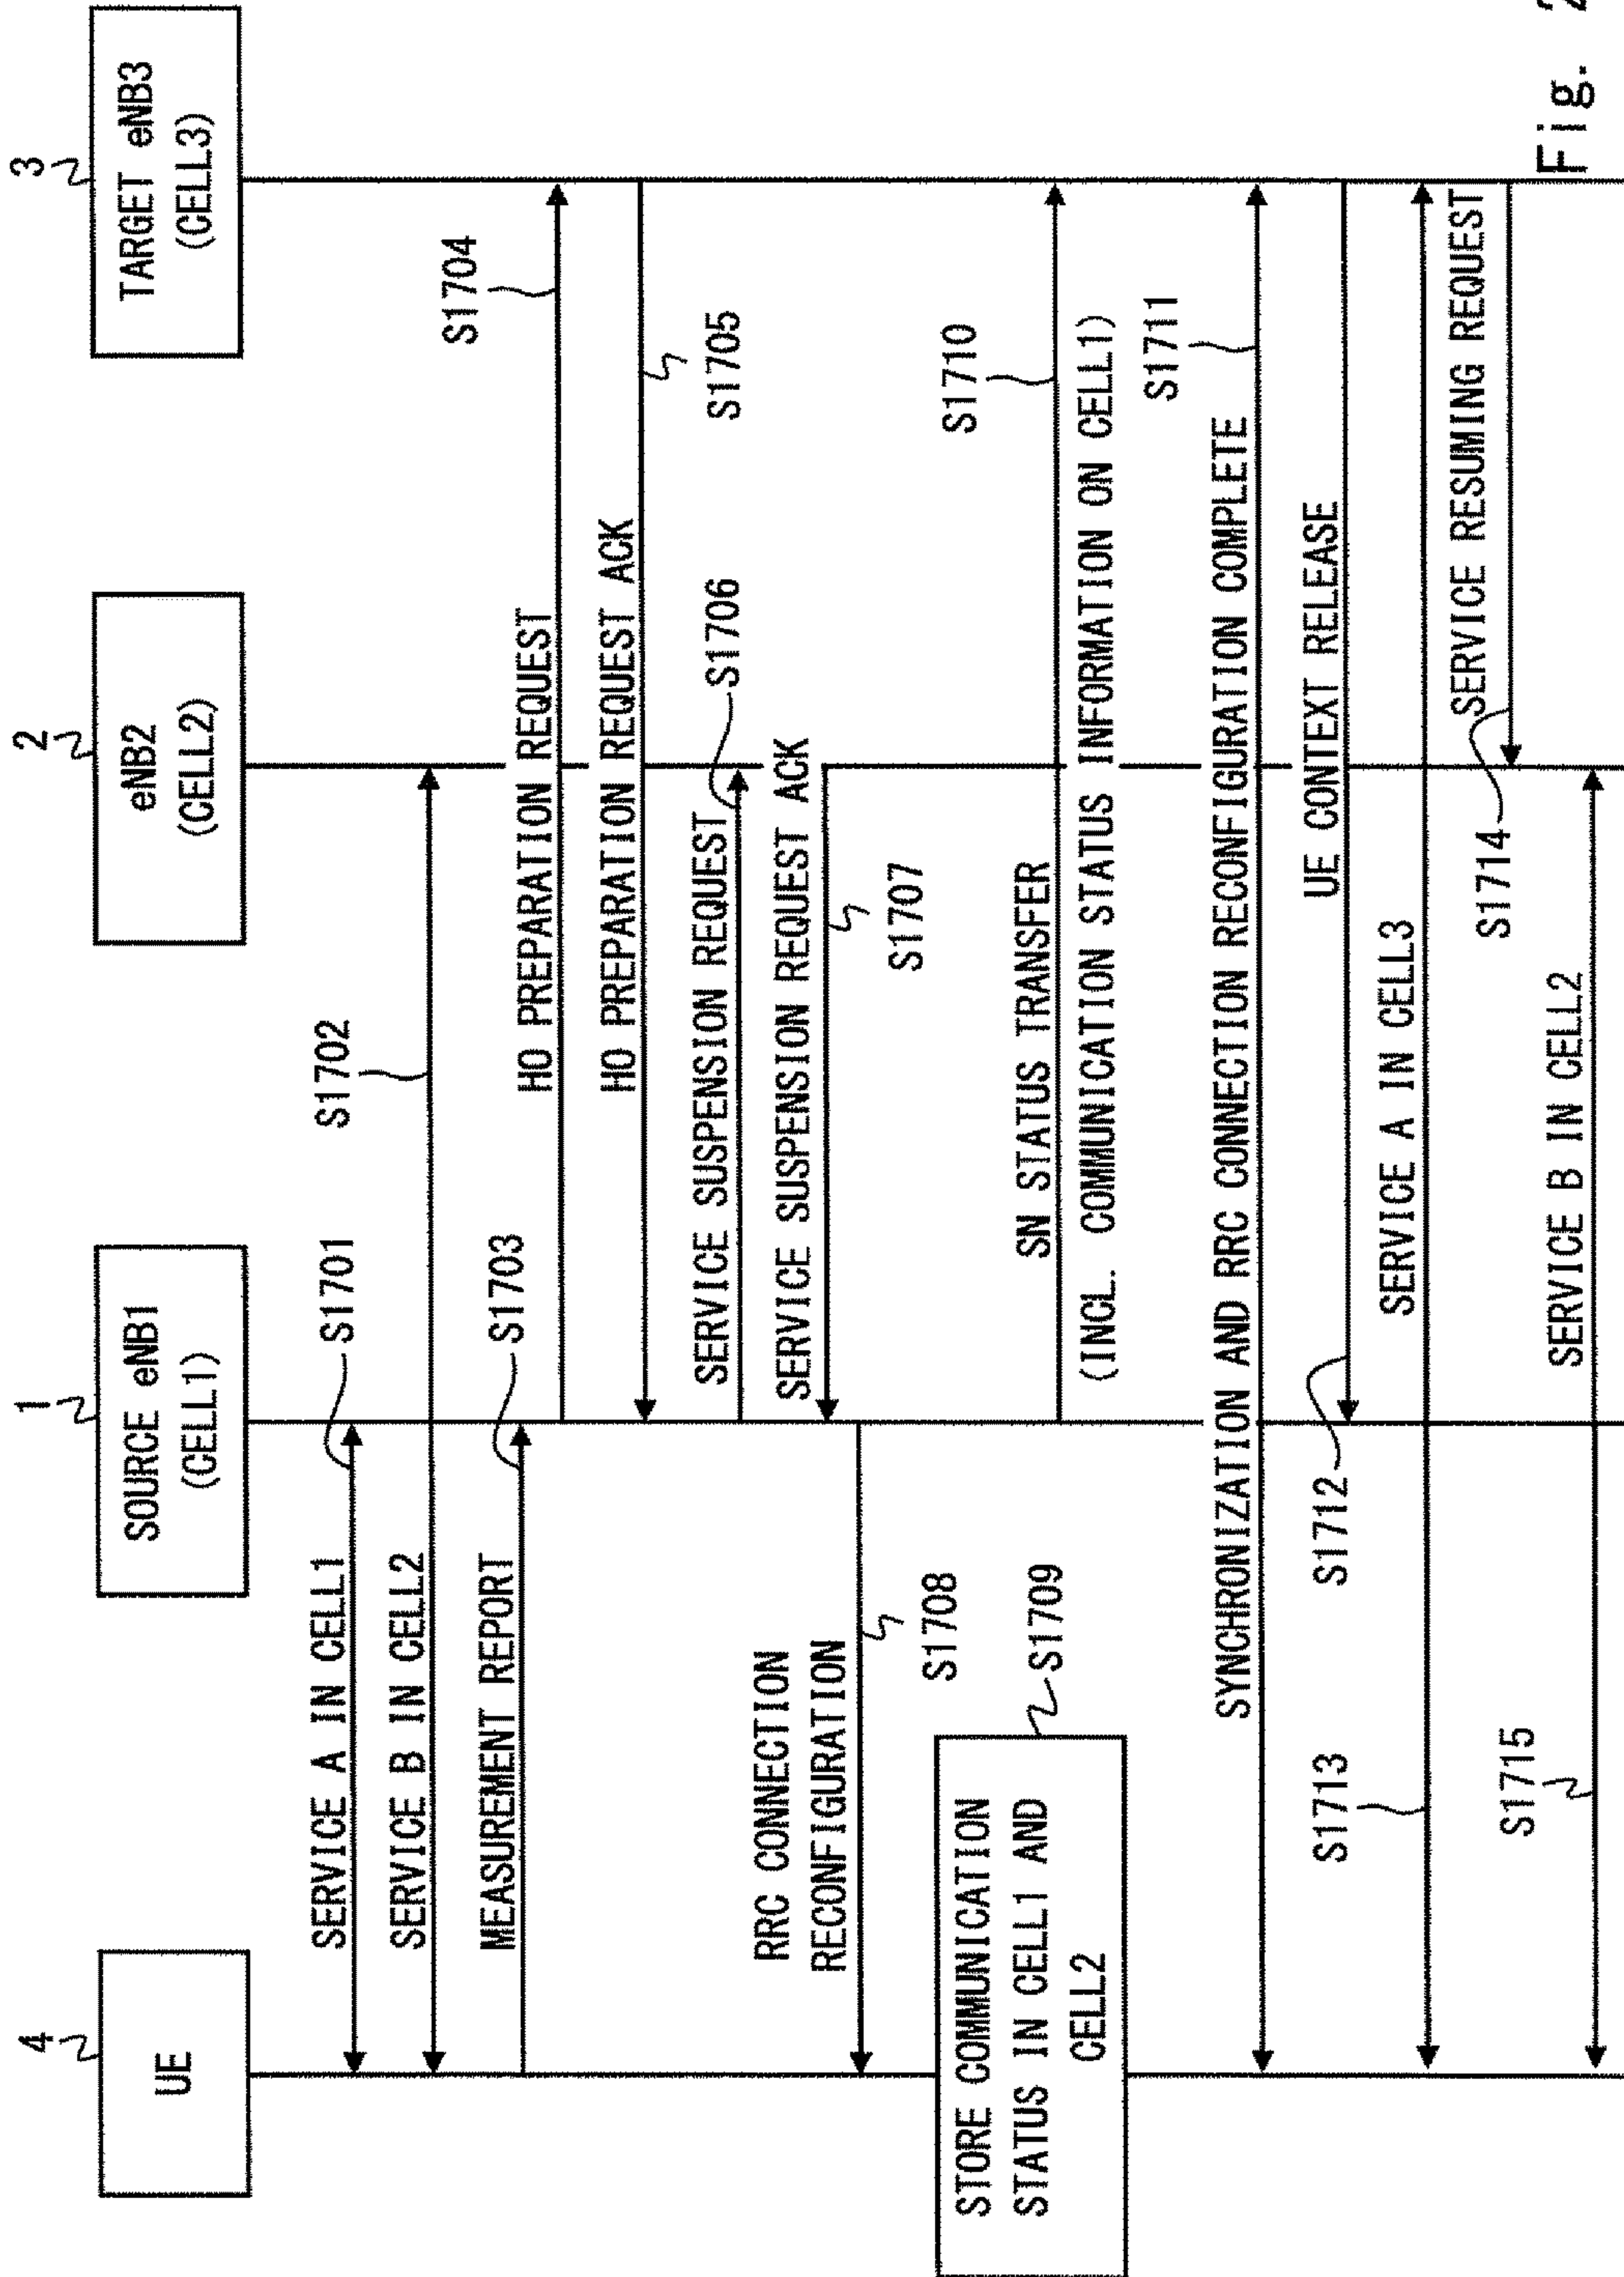 4
UE
1
SOURCE eNB1
(CELL1)
2
eNB2
(CELL2)
3
TARGET eNB3
(CELL3)
SERVICE A IN CELL1
S1701
SERVICE B IN CELL2
S1702
MEASUREMENT REPORT
S1703
HO PREPARATION REQUEST
S1704
HO PREPARATION REQUEST ACK
S1705
SERVICE SUSPENSION REQUEST
S1706
SERVICE SUSPENSION REQUEST ACK
S1707
RRC CONNECTION
RECONFIGURATION
S1708
STORE COMMUNICATION
STATUS IN CELL1 AND
CELL2
S1709
SN STATUS TRANSFER
S1710
(INCL. COMMUNICATION STATUS INFORMATION ON CELL1)
SYNCHRONIZATION AND RRC CONNECTION RECONFIGURATION COMPLETE
S1711
UE CONTEXT RELEASE
S1712
SERVICE A IN CELL3
S1713
SERVICE RESUMING REQUEST
S1714
SERVICE B IN CELL2
S1715
Fig. 2